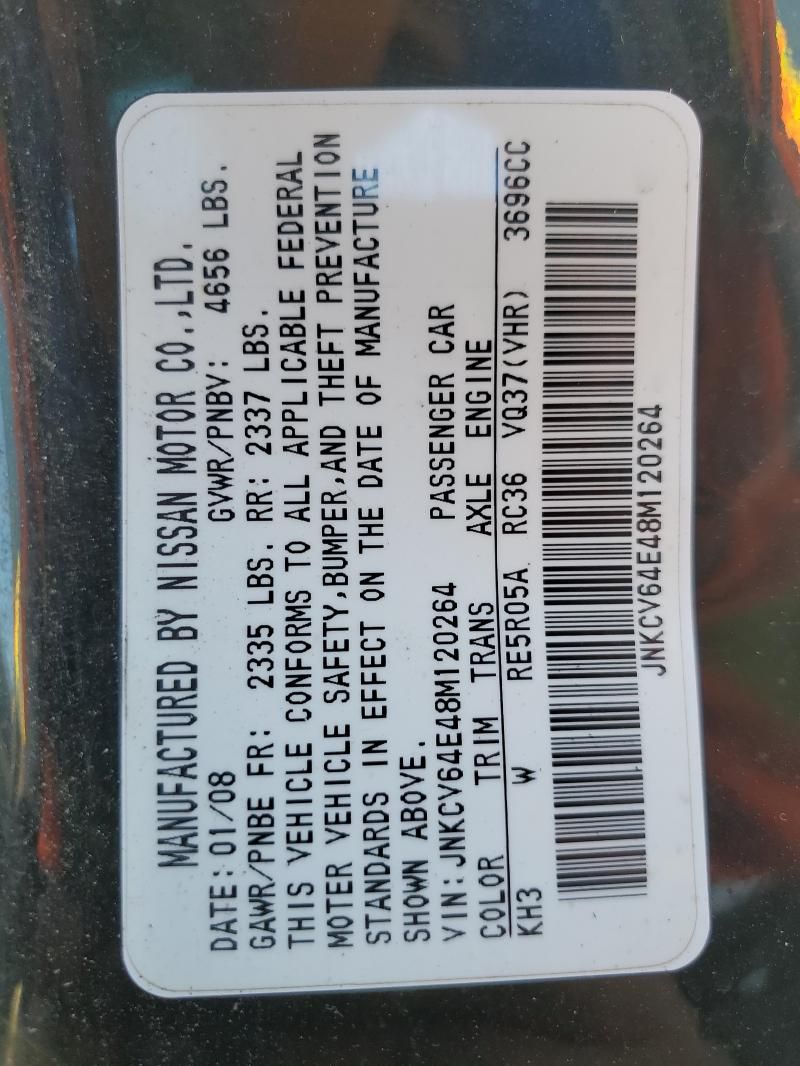 MANUFACTURED BY NISSAN MOTOR CO.,LTD.
DATE: 01/08 GVWR/PNBV: 4656 LBS.
GAWR/PNBE FR: 2335 LBS. RR: 2337 LBS.
THIS VEHICLE CONFORMS TO ALL APPLICABLE FEDERAL
MOTER VEHICLE SAFETY,BUMPER,AND THEFT PREVENTION
STANDARDS IN EFFECT ON THE DATE OF MANUFACTURE
SHOWN ABOVE.
VIN:JNKCV64E48M120264 PASSENGER CAR
COLOR TRIM TRANS AXLE ENGINE
KH3 W RE5R05A RC36 VQ37(VHR) 3696CC
JNKCV64E48M120264